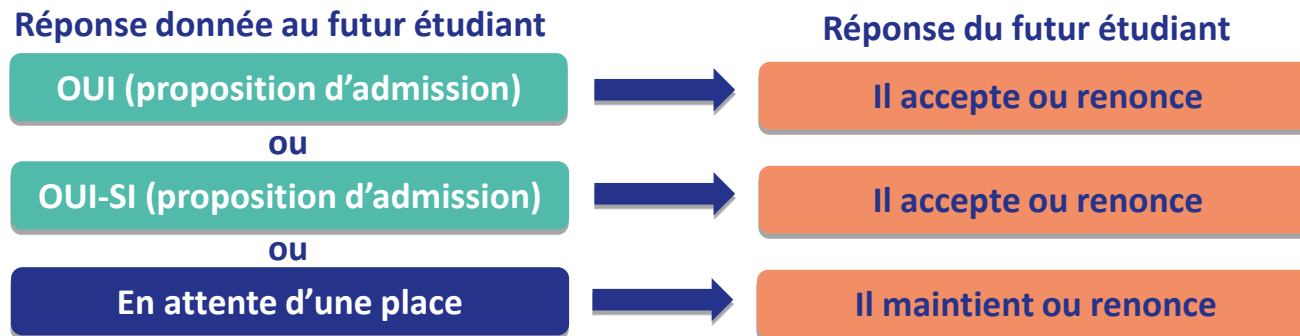 Réponse donnée au futur étudiant
Réponse du futur étudiant
OUI (proposition d’admission)
Il accepte ou renonce
ou
OUI-SI (proposition d’admission)
Il accepte ou renonce
ou
En attente d’une place
Il maintient ou renonce